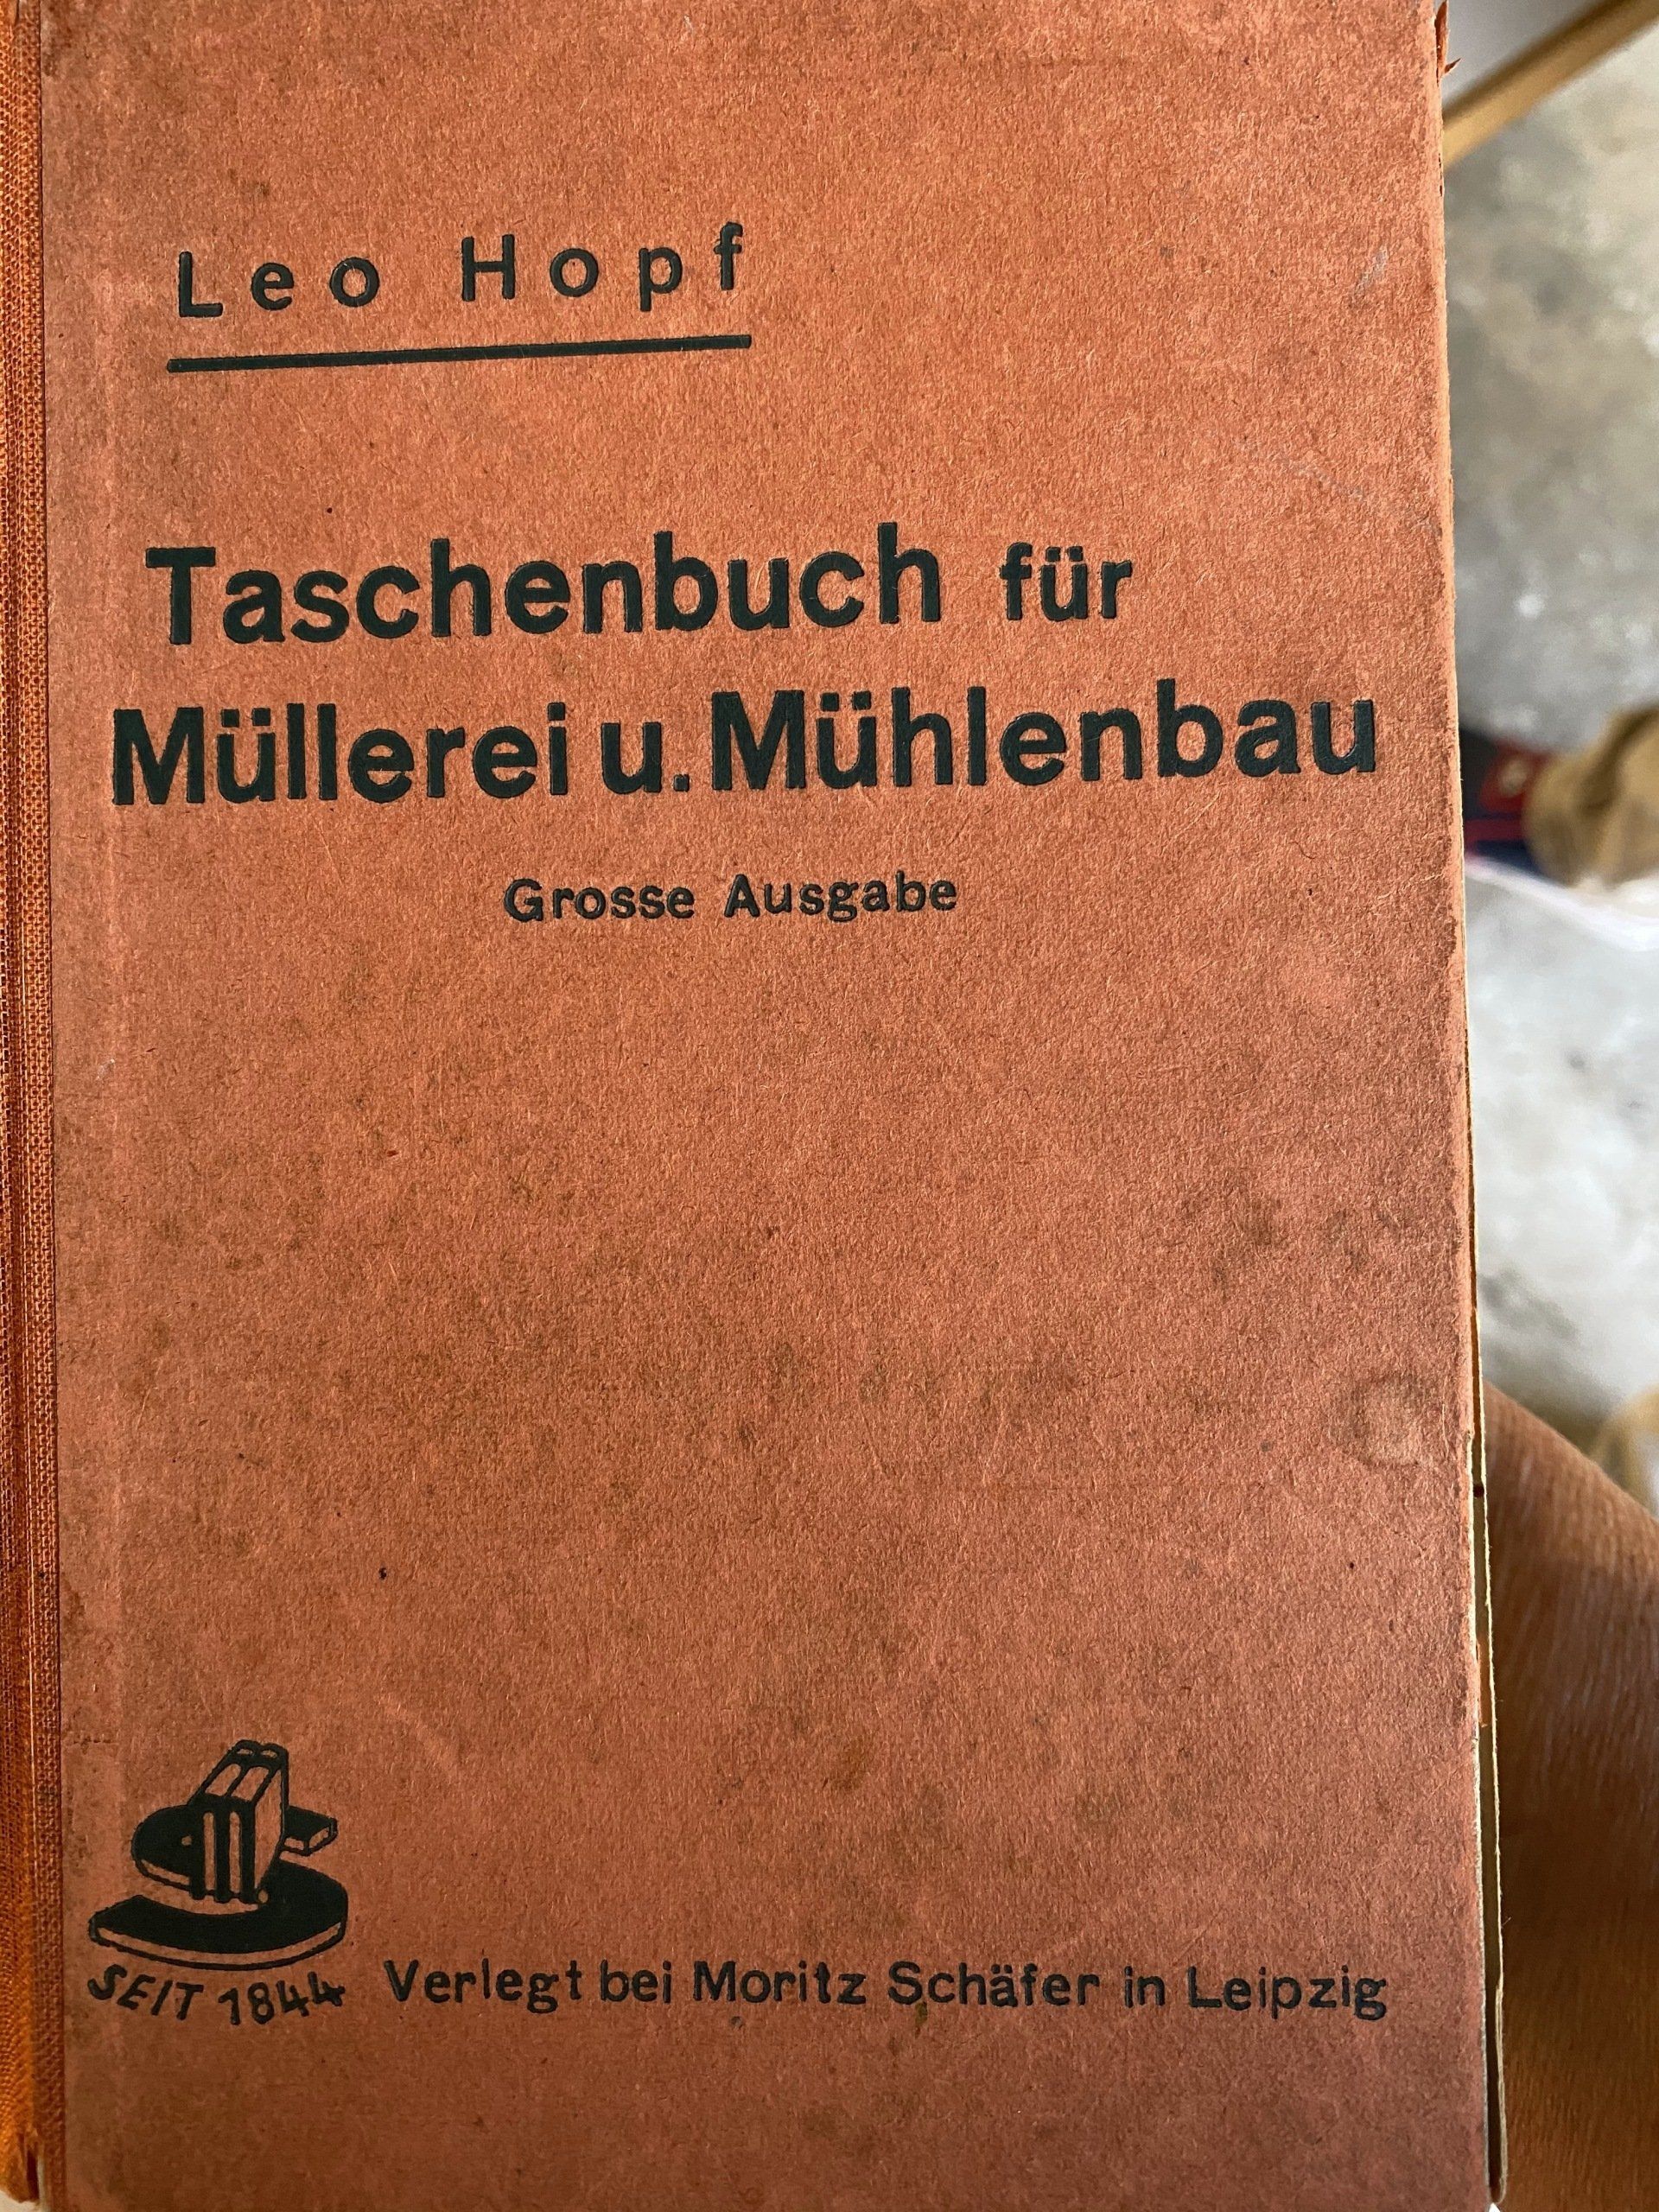 Leo Hopf
Taschenbuch für
Müllerei u. Mühlenbau
Grosse Ausgabe
SEIT 1844
Verlegt bei Moritz Schäfer in Leipzig